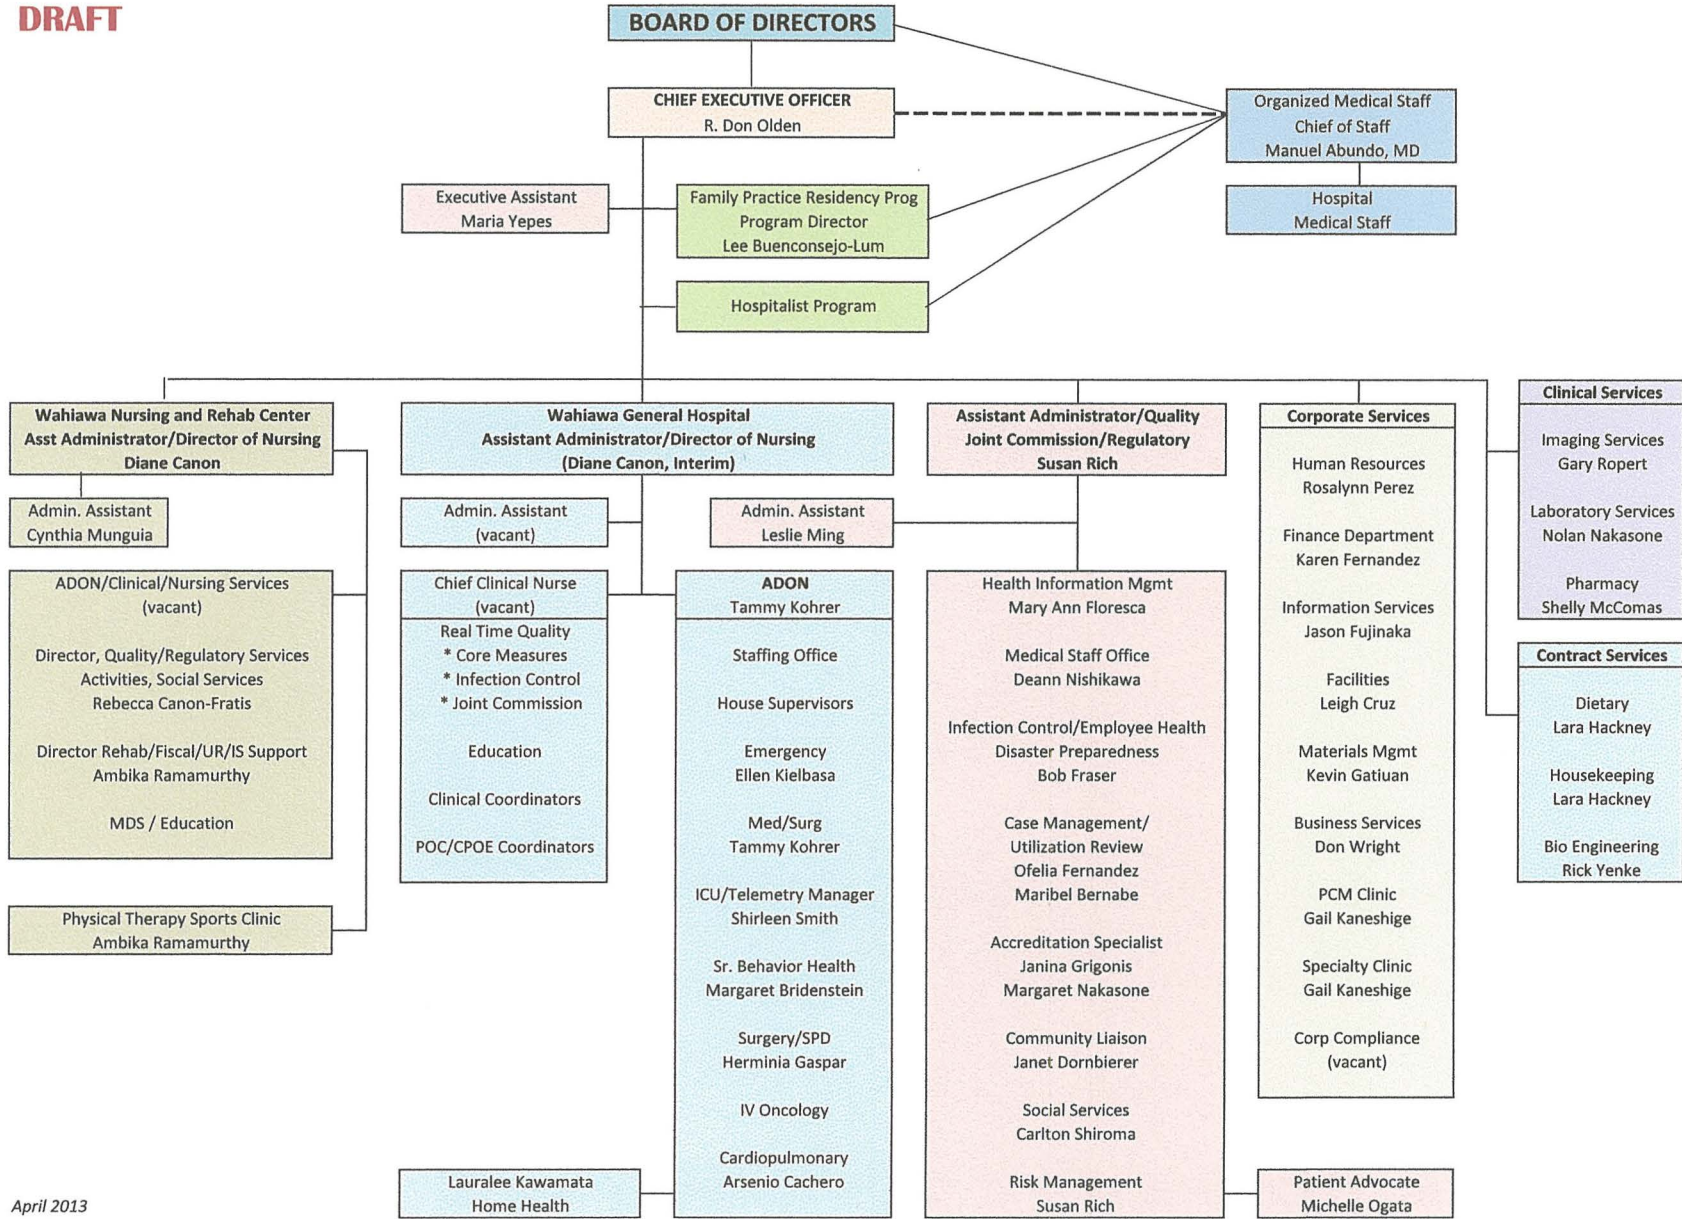 DRAFT
BOARD OF DIRECTORS
CHIEF EXECUTIVE OFFICER
R. Don Olden
Organized Medical Staff
Chief of Staff
Manuel Abundo, MD
Hospital
Medical Staff
Executive Assistant
Maria Yepes
Family Practice Residency Prog
Program Director
Lee Buenconsejo-Lum
Hospitalist Program
Wahiawa Nursing and Rehab Center
Asst Administrator/Director of Nursing
Diane Canon
Admin. Assistant
Cynthia Munguia
ADON/Clinical/Nursing Services
(vacant)
Director, Quality/Regulatory Services
Activities, Social Services
Rebecca Canon-Fratis
Director Rehab/Fiscal/UR/IS Support
Ambika Ramamurthy
MDS / Education
Physical Therapy Sports Clinic
Ambika Ramamurthy
Wahiawa General Hospital
Assistant Administrator/Director of Nursing
(Diane Canon, Interim)
Admin. Assistant
(vacant)
Chief Clinical Nurse
(vacant)
Real Time Quality
* Core Measures
* Infection Control
* Joint Commission
Education
Clinical Coordinators
POC/CPOE Coordinators
ADON
Tammy Kohrer
Staffing Office
House Supervisors
Emergency
Ellen Kielbasa
Med/Surg
Tammy Kohrer
ICU/Telemetry Manager
Shirleen Smith
Sr. Behavior Health
Margaret Bridenstein
Surgery/SPD
Herminia Gaspar
IV Oncology
Cardiopulmonary
Arsenio Cachero
Lauralee Kawamata
Home Health
Assistant Administrator/Quality
Joint Commission/Regulatory
Susan Rich
Admin. Assistant
Leslie Ming
Health Information Mgmt
Mary Ann Floresca
Medical Staff Office
Deann Nishikawa
Infection Control/Employee Health
Disaster Preparedness
Bob Fraser
Case Management/
Utilization Review
Ofelia Fernandez
Maribel Bernabe
Accreditation Specialist
Janina Grigonis
Margaret Nakasone
Community Liaison
Janet Dornbierer
Social Services
Carlton Shiroma
Risk Management
Susan Rich
Patient Advocate
Michelle Ogata
Corporate Services
Human Resources
Rosalynn Perez
Finance Department
Karen Fernandez
Information Services
Jason Fujinaka
Facilities
Leigh Cruz
Materials Mgmt
Kevin Gatiuan
Business Services
Don Wright
PCM Clinic
Gail Kaneshige
Specialty Clinic
Gail Kaneshige
Corp Compliance
(vacant)
Clinical Services
Imaging Services
Gary Ropert
Laboratory Services
Nolan Nakasone
Pharmacy
Shelly McComas
Contract Services
Dietary
Lara Hackney
Housekeeping
Lara Hackney
Bio Engineering
Rick Yenke
April 2013